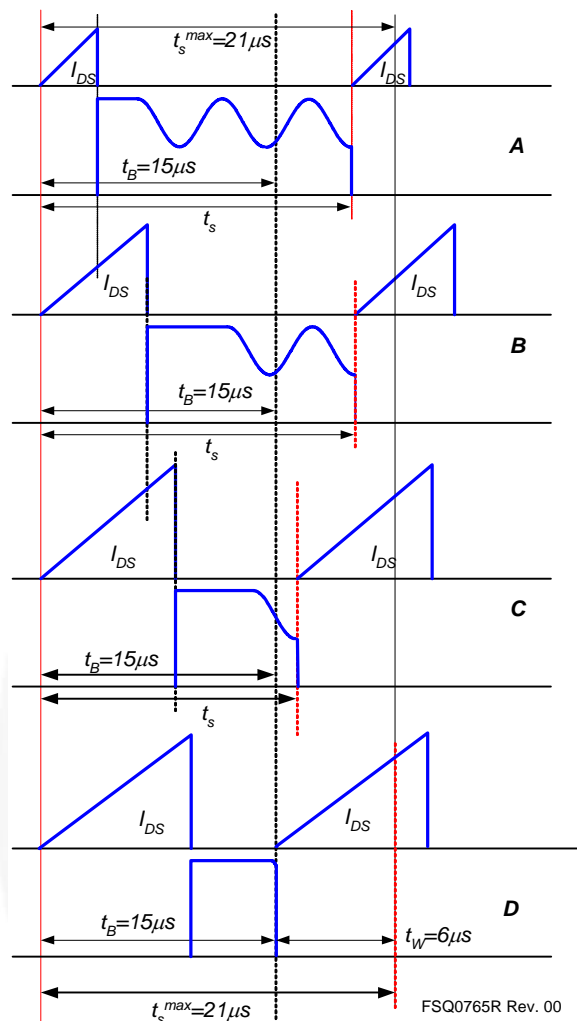 t_s^max=21μs
I_DS
I_DS
A
t_B=15μs
t_s
I_DS
I_DS
B
t_B=15μs
t_s
I_DS
I_DS
C
t_B=15μs
t_s
I_DS
I_DS
D
t_B=15μs
t_W=6μs
t_s^max=21μs
FSQ0765R Rev. 00